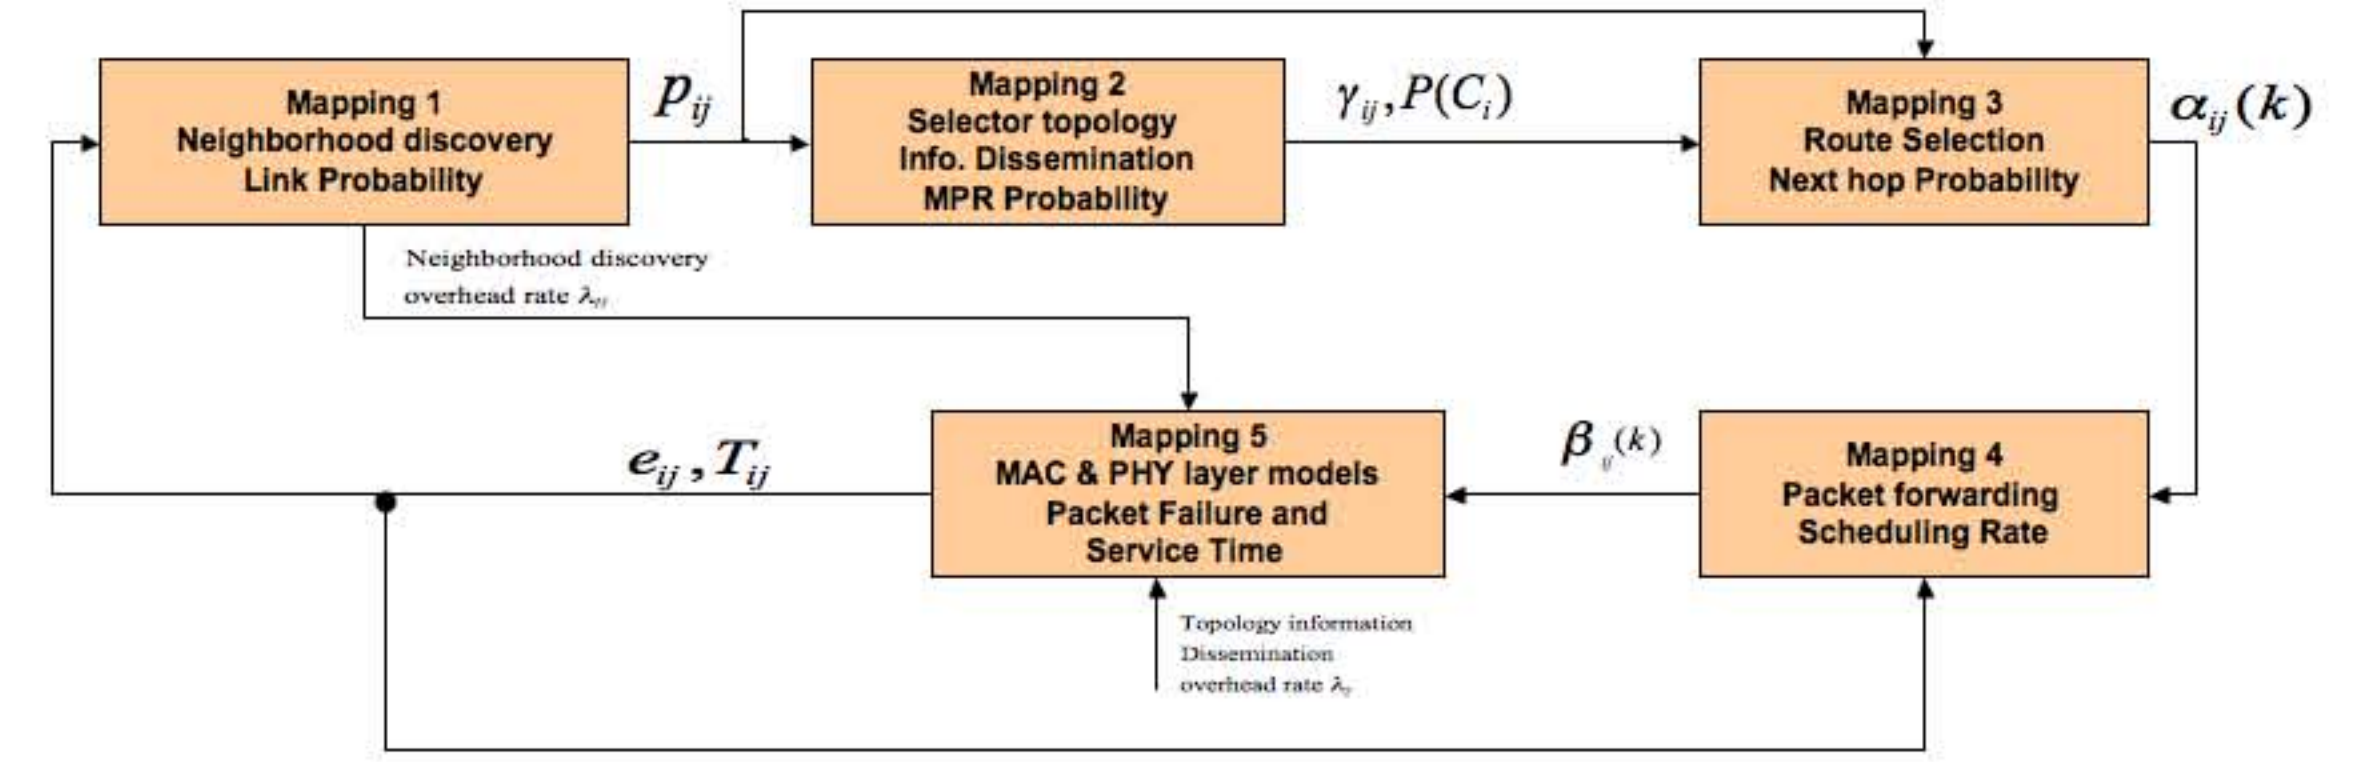 Mapping 1
Neighborhood discovery
Link Probability
p_ij
Mapping 2
Selector topology
Info. Dissemination
MPR Probability
γ_ij, P(C_i)
Mapping 3
Route Selection
Next hop Probability
α_ij(k)
Neighborhood discovery
overhead rate λ
e_ij, T_ij
Mapping 5
MAC & PHY layer models
Packet Failure and
Service Time
β_ij(k)
Mapping 4
Packet forwarding
Scheduling Rate
Topology information
Dissemination
overhead rate λ